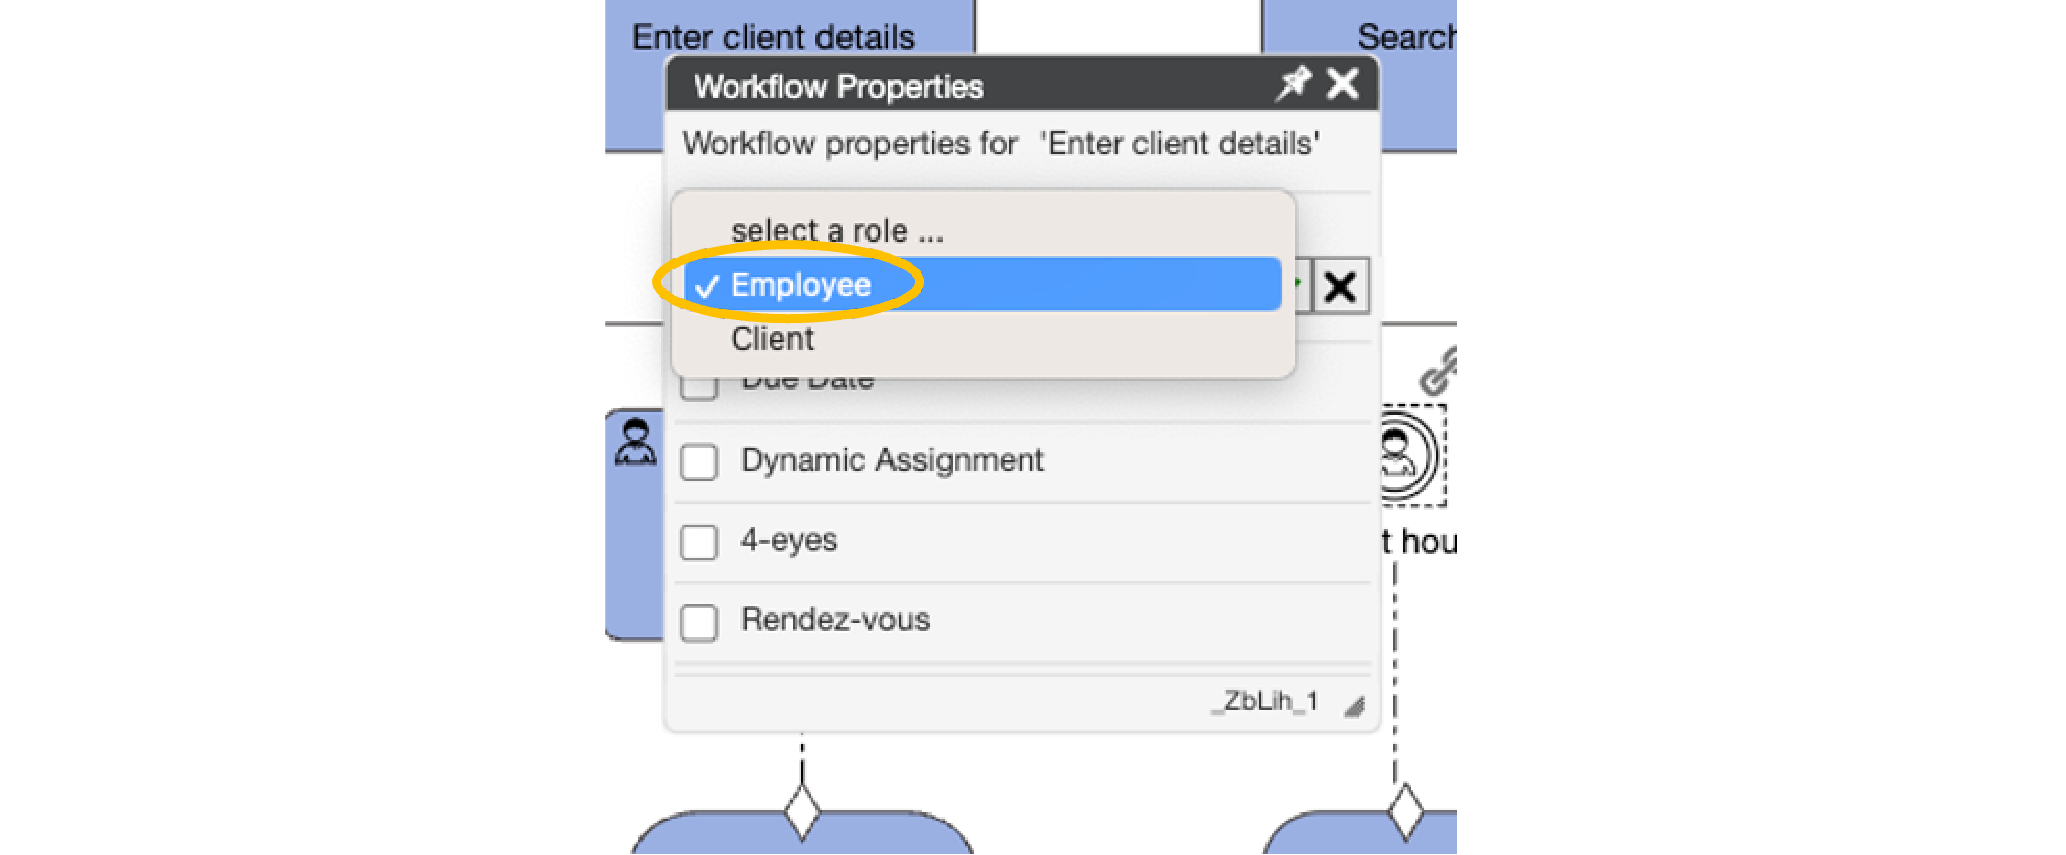 Enter client details
Search
Workflow Properties
Workflow properties for 'Enter client details'
select a role ...
✓ Employee
Client
Due Date
Dynamic Assignment
4-eyes
t hou
Rendez-vous
_ZbLih_1